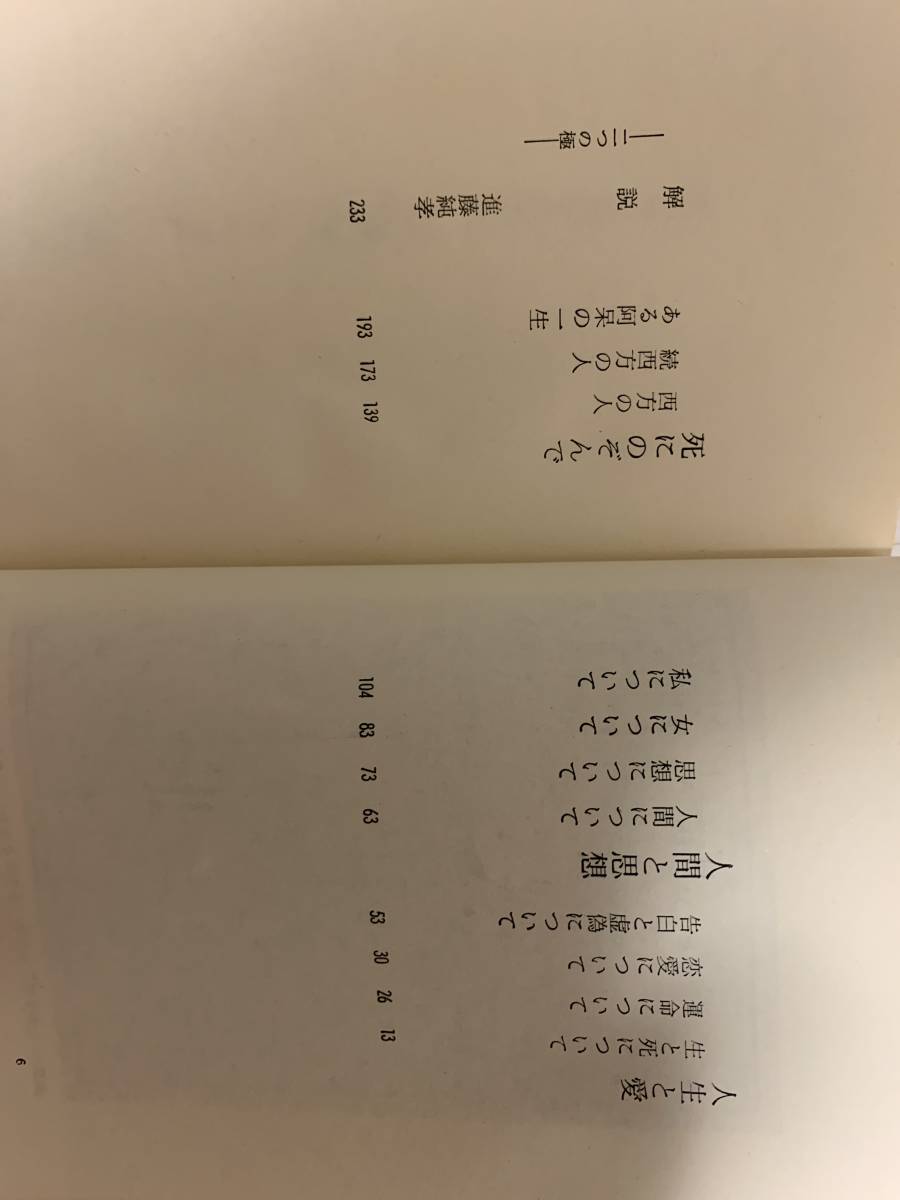 人生と愛
生と死について 13
運命について 26
恋愛について 30
告白と虚偽について 53
人間と思想
人間について 63
思想について 73
女について 83
私について 104
6
死にのぞんで
西方の人 139
続西方の人 173
ある阿呆の一生 193
解説 進藤純孝 233
──二つの極──